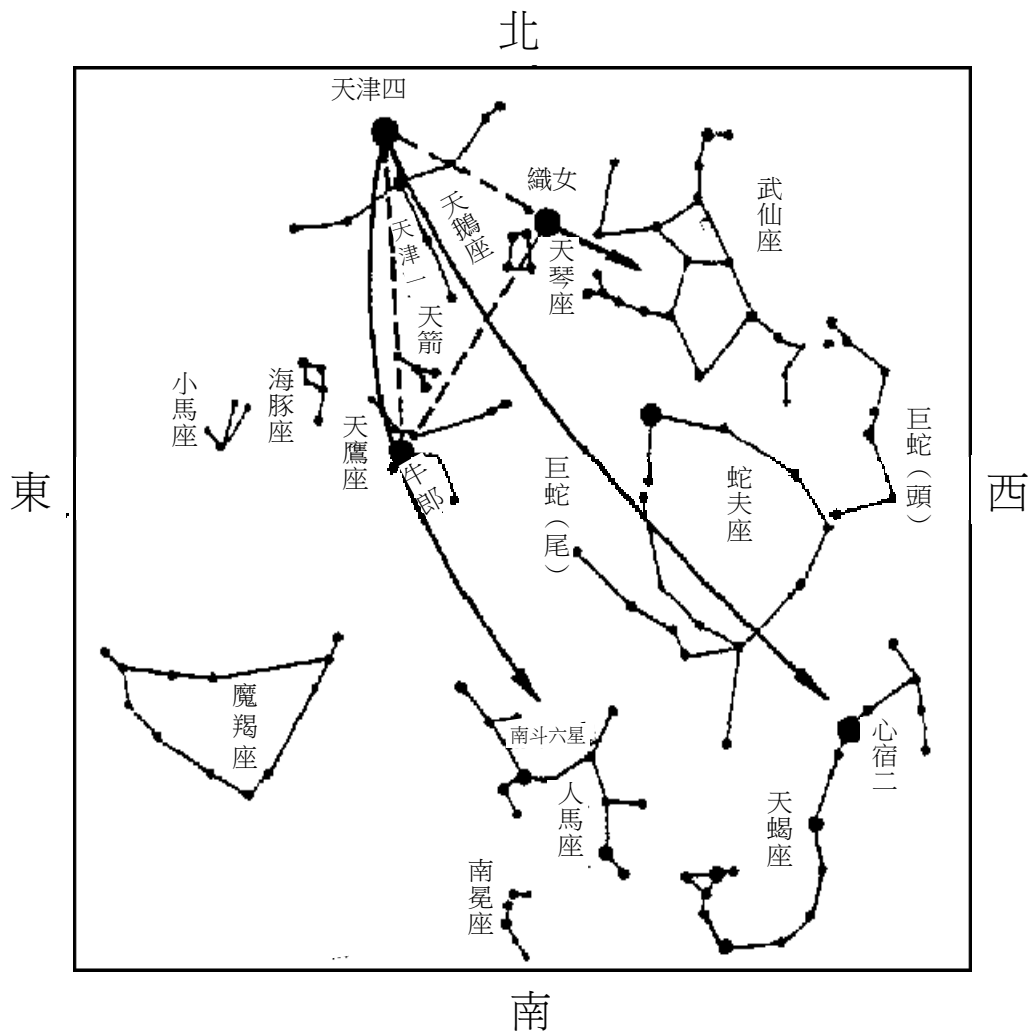 北
天津四
織女
武仙座
天鵝座
天津一
天琴座
天箭
小馬座
海豚座
天鷹座
牛郎
巨蛇（尾）
蛇夫座
巨蛇（頭）
東
西
魔羯座
南斗六星
人馬座
心宿二
天蝎座
南冕座
南